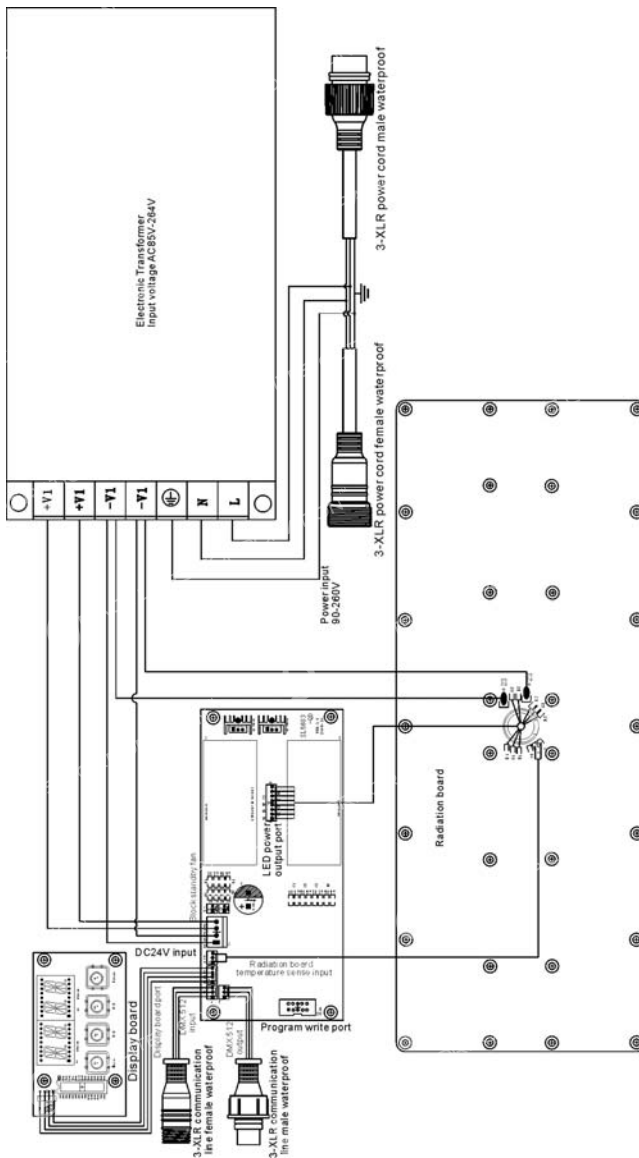 Electronic Transformer
Input voltage AC85V-264V
+V1
+V1
-V1
-V1
N
L
3-XLR power cord male waterproof
3-XLR power cord female waterproof
Power input
90-260V
Radiation board
LED power
output port
Block standby fan
DC24V input
Radiation board
temperature sense input
Program write port
Display board
Display board port
DMX512
input
DMX512
output
3-XLR communication
line female waterproof
3-XLR communication
line male waterproof